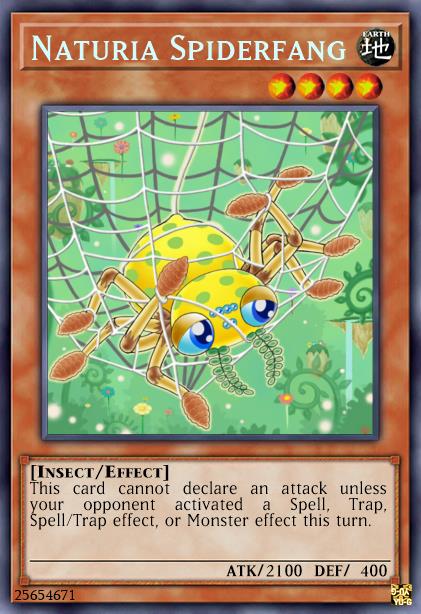 Naturia Spiderfang
EARTH
地
[Insect/Effect]
This card cannot declare an attack unless
your opponent activated a Spell, Trap,
Spell/Trap effect, or Monster effect this turn.
ATK/2100 DEF/ 400
25654671